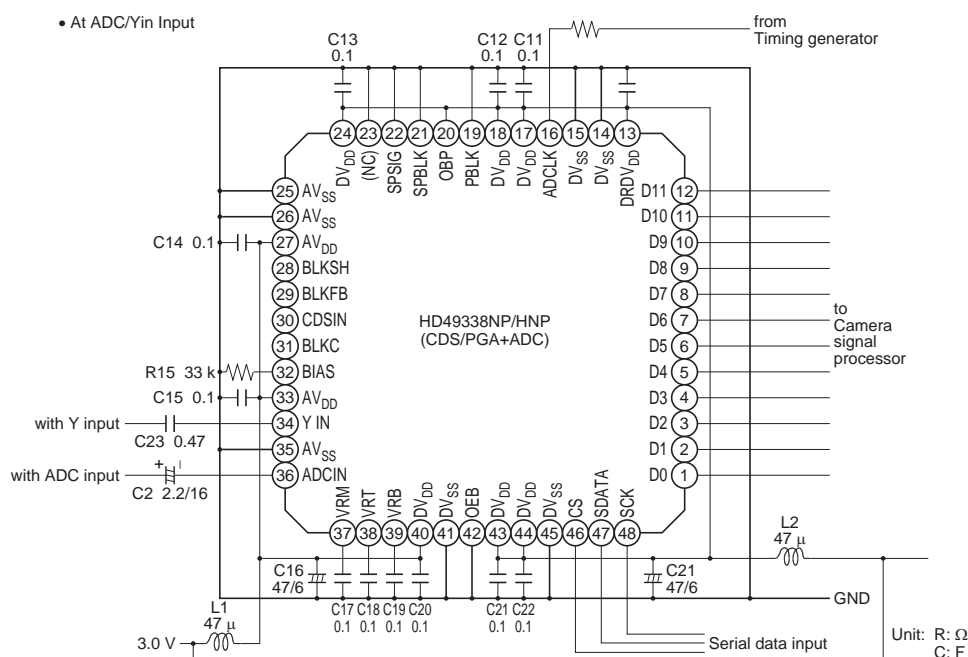 • At ADC/Yin Input
from
Timing generator
C13
0.1
C12
0.1
C11
0.1
24 23 22 21 20 19 18 17 16 15 14 13
DVDD
(NC)
SPSIG
SPBLK
OBP
PBLK
DVDD
DVDD
ADCLK
DVSS
DVSS
DRDVDD
25 AVSS
26 AVSS
C14 0.1
27 AVDD
28 BLKSH
29 BLKFB
30 CDSIN
31 BLKC
R15 33 k
32 BIAS
C15 0.1
33 AVDD
with Y input
34 Y IN
C23 0.47
35 AVSS
with ADC input
+
36 ADCIN
C2 2.2/16
HD49338NP/HNP
(CDS/PGA+ADC)
D11 12
D10 11
D9 10
D8 9
D7 8
D6 7
D5 6
D4 5
D3 4
D2 3
D1 2
D0 1
to
Camera
signal
processor
VRM
VRT
VRB
DVDD
DVSS
OEB
DVDD
DVDD
DVSS
CS
SDATA
SCK
37 38 39 40 41 42 43 44 45 46 47 48
C16
47/6
C17
0.1
C18
0.1
C19
0.1
C20
0.1
C21
0.1
C22
0.1
C21
47/6
L2
47 μ
GND
L1
47 μ
3.0 V
Serial data input
Unit: R: Ω
C: F